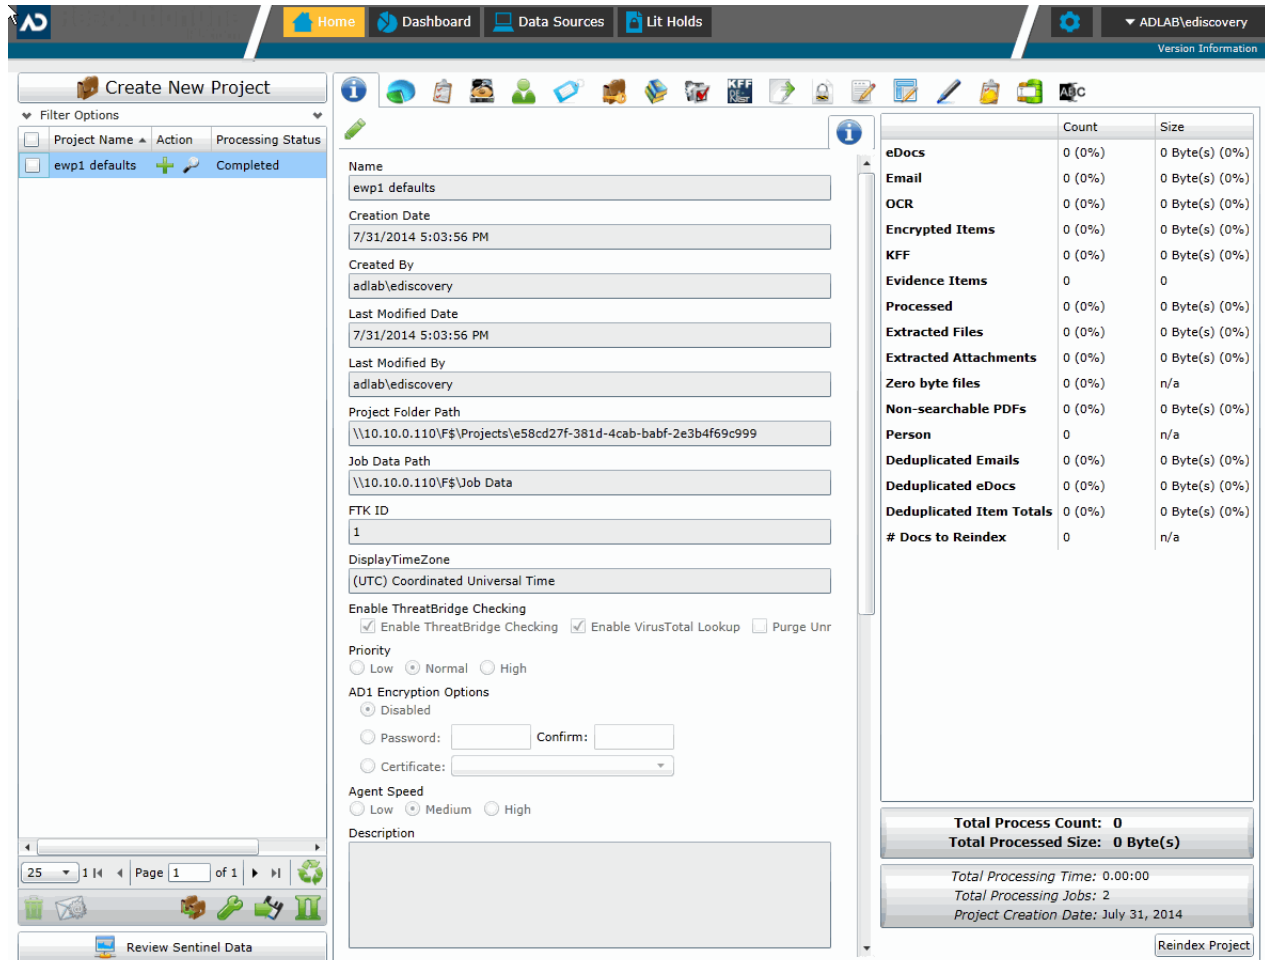 AD
Home
Dashboard
Data Sources
Lit Holds
ADLAB\ediscovery
Version Information
Create New Project
Filter Options
Project Name
Action
Processing Status
ewp1 defaults
Completed
25
1
Page 1 of 1
Review Sentinel Data
KFF
ABC
Name
ewp1 defaults
Creation Date
7/31/2014 5:03:56 PM
Created By
adlab\ediscovery
Last Modified Date
7/31/2014 5:03:56 PM
Last Modified By
adlab\ediscovery
Project Folder Path
\\10.10.0.110\F$\Projects\e58cd27f-381d-4cab-babf-2e3b4f69c999
Job Data Path
\\10.10.0.110\F$\Job Data
FTK ID
1
DisplayTimeZone
(UTC) Coordinated Universal Time
Enable ThreatBridge Checking
Enable ThreatBridge Checking Enable VirusTotal Lookup Purge Unr
Priority
Low Normal High
AD1 Encryption Options
Disabled
Password: Confirm:
Certificate:
Agent Speed
Low Medium High
Description
Count Size
eDocs 0 (0%) 0 Byte(s) (0%)
Email 0 (0%) 0 Byte(s) (0%)
OCR 0 (0%) 0 Byte(s) (0%)
Encrypted Items 0 (0%) 0 Byte(s) (0%)
KFF 0 (0%) 0 Byte(s) (0%)
Evidence Items 0 0
Processed 0 (0%) 0 Byte(s) (0%)
Extracted Files 0 (0%) 0 Byte(s) (0%)
Extracted Attachments 0 (0%) 0 Byte(s) (0%)
Zero byte files 0 (0%) n/a
Non-searchable PDFs 0 (0%) 0 Byte(s) (0%)
Person 0 n/a
Deduplicated Emails 0 (0%) 0 Byte(s) (0%)
Deduplicated eDocs 0 (0%) 0 Byte(s) (0%)
Deduplicated Item Totals 0 (0%) 0 Byte(s) (0%)
# Docs to Reindex 0 n/a
Total Process Count: 0
Total Processed Size: 0 Byte(s)
Total Processing Time: 0.00:00
Total Processing Jobs: 2
Project Creation Date: July 31, 2014
Reindex Project